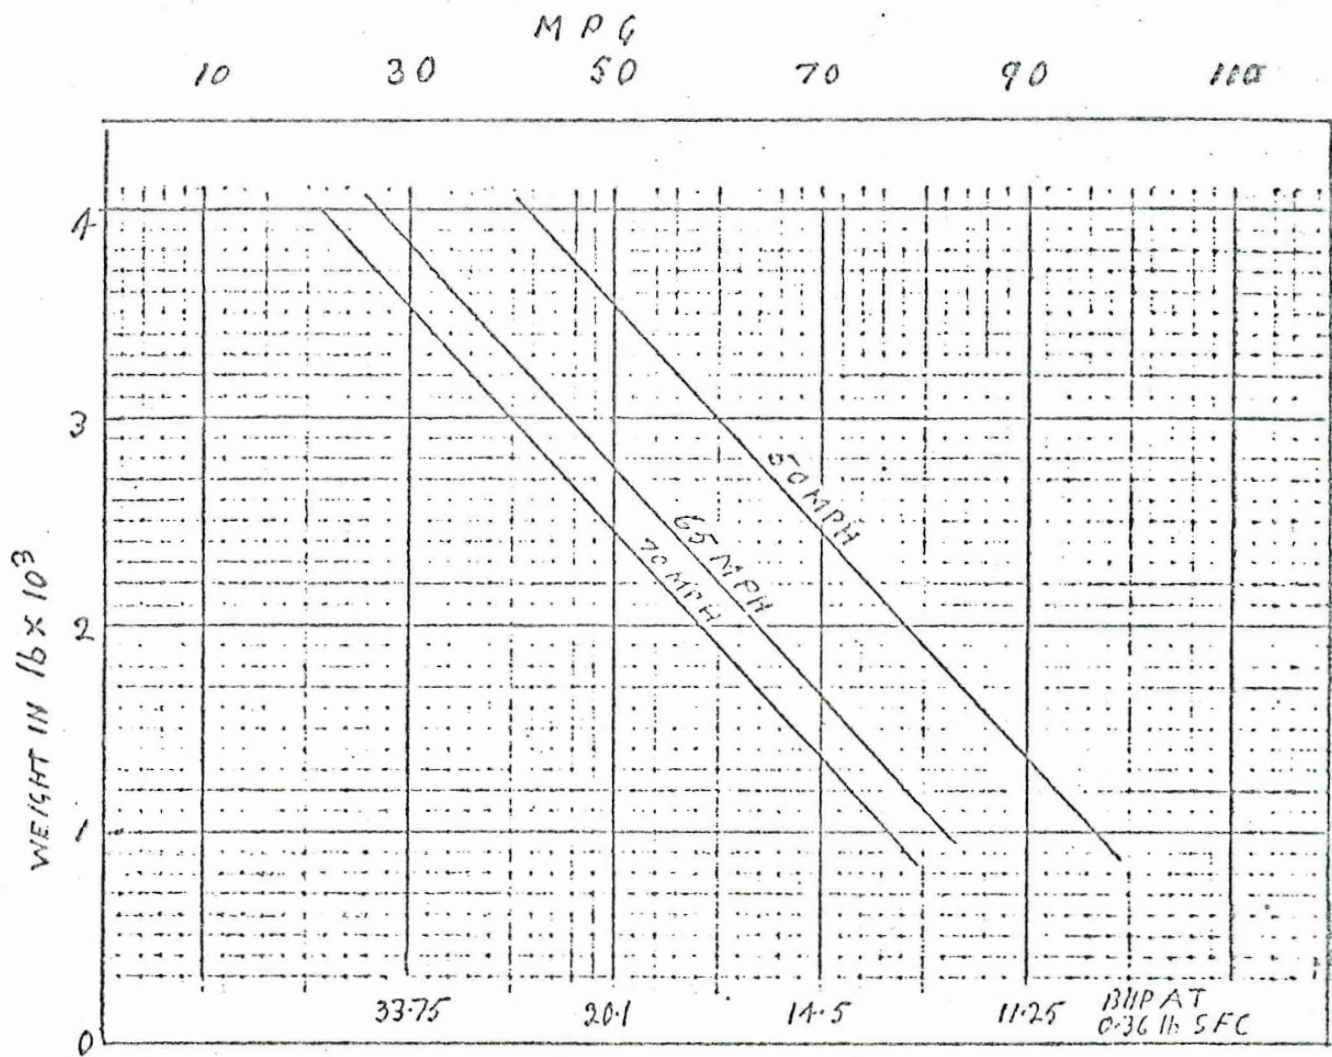 MPG
10 30 50 70 90 110
4
3
2
1
0
WEIGHT IN lb x 10³
50 MPH
65 MPH
70 MPH
33.75 20.1 14.5 11.25
BHP AT
0.36 lb SFC